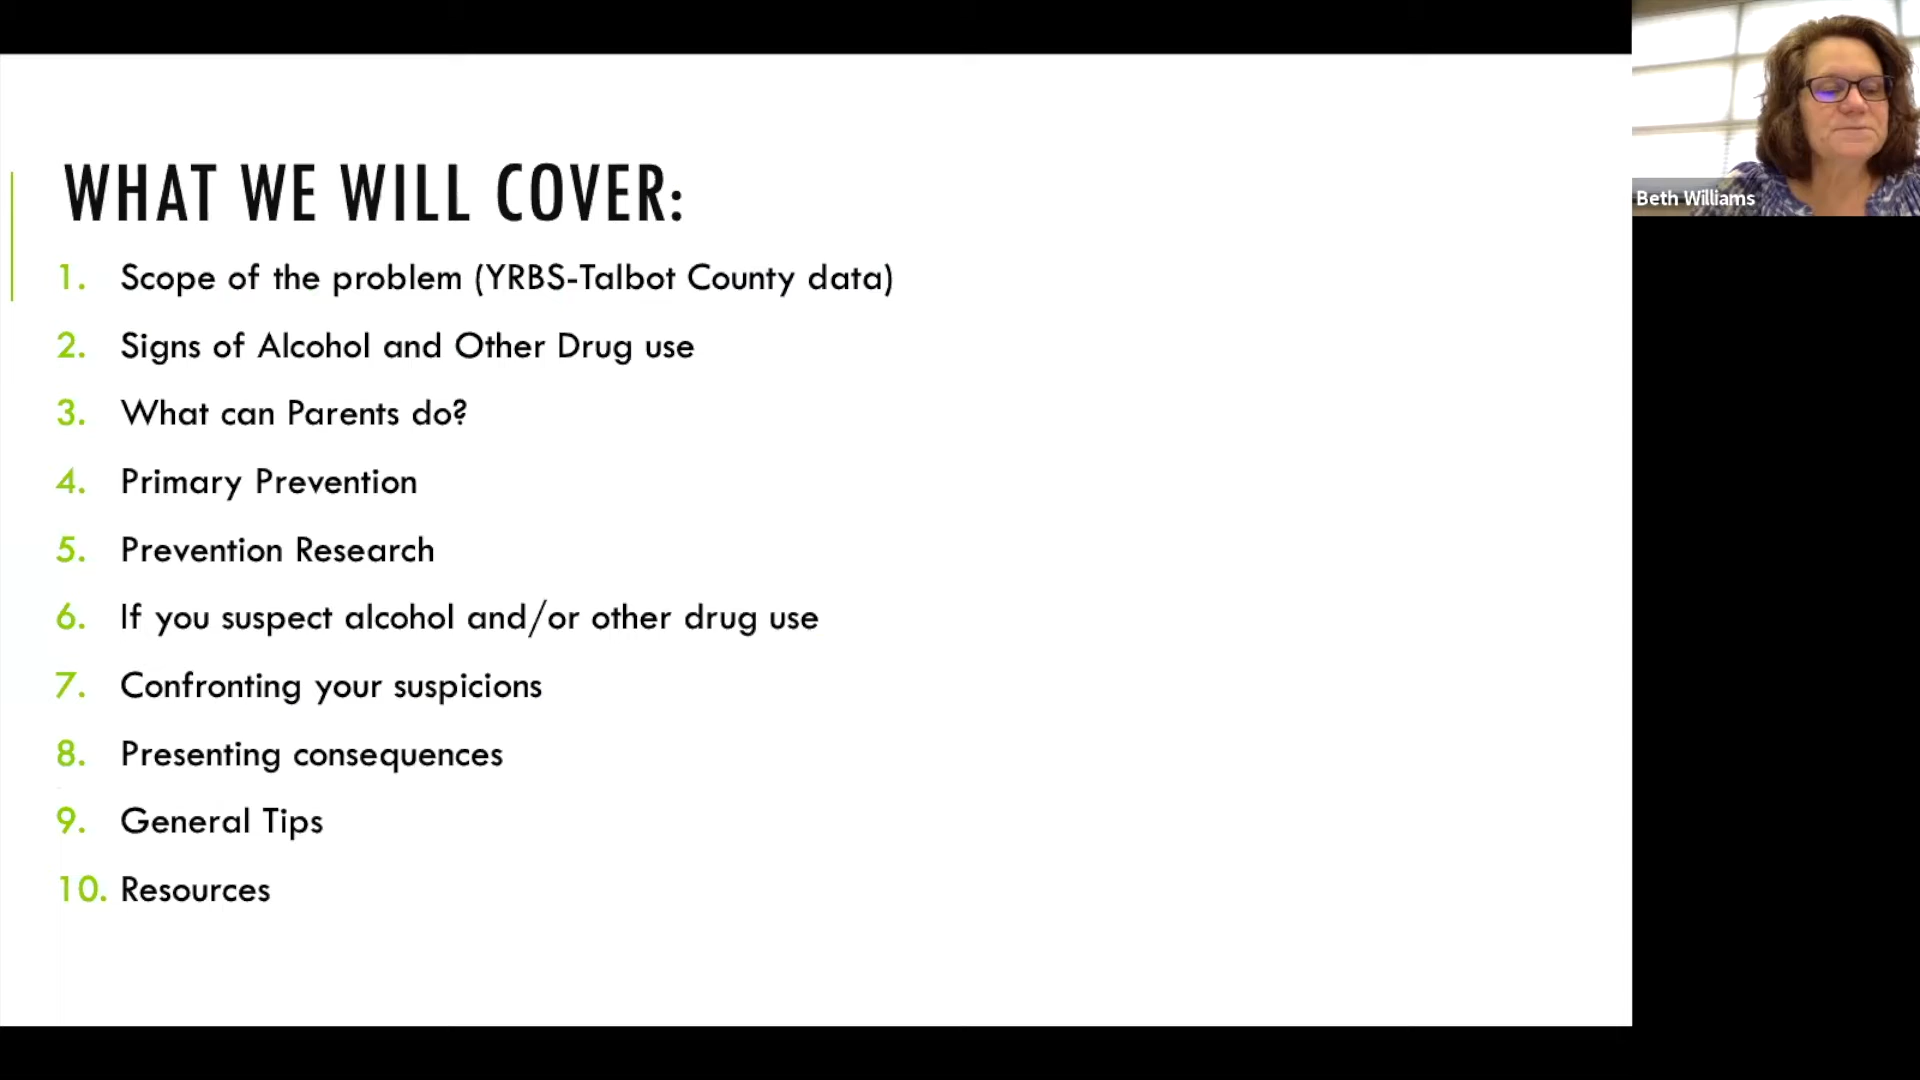 WHAT WE WILL COVER:
1. Scope of the problem (YRBS-Talbot County data)
2. Signs of Alcohol and Other Drug use
3. What can Parents do?
4. Primary Prevention
5. Prevention Research
6. If you suspect alcohol and/or other drug use
7. Confronting your suspicions
8. Presenting consequences
9. General Tips
10. Resources
Beth Williams